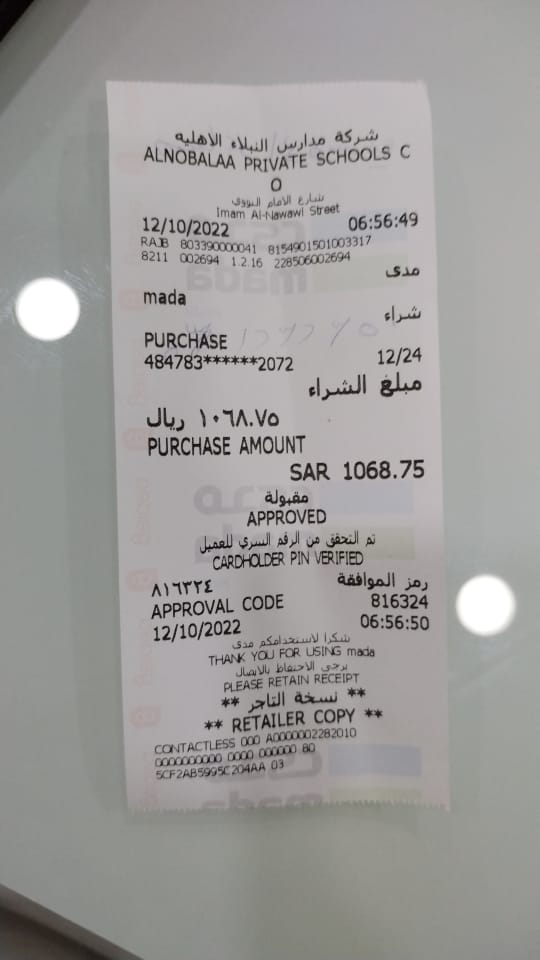 شركة مدارس النبلاء الاهليه
ALNOBALAA PRIVATE SCHOOLS C
O
شارع الامام النووي
Imam Al-Nawawi Street
12/10/2022 06:56:49
RAJB 803390000041 8154901501003317
8211 002694 1.2.16 228506002694
مدى
mada
شراء
PURCHASE
484783******2072 12/24
مبلغ الشراء
١٠٦٨.٧٥ ريال
PURCHASE AMOUNT
SAR 1068.75
مقبولة
APPROVED
تم التحقق من الرقم السري للعميل
CARDHOLDER PIN VERIFIED
رمز الموافقة ٨١٦٣٢٤
APPROVAL CODE 816324
12/10/2022 06:56:50
شكرا لاستخدامكم مدى
THANK YOU FOR USING mada
يرجى الاحتفاظ بالايصال
PLEASE RETAIN RECEIPT
** نسخة التاجر **
** RETAILER COPY **
CONTACTLESS 000 A0000002282010
0000000000 0000 000000 80
5CF2AB5995C204AA 03